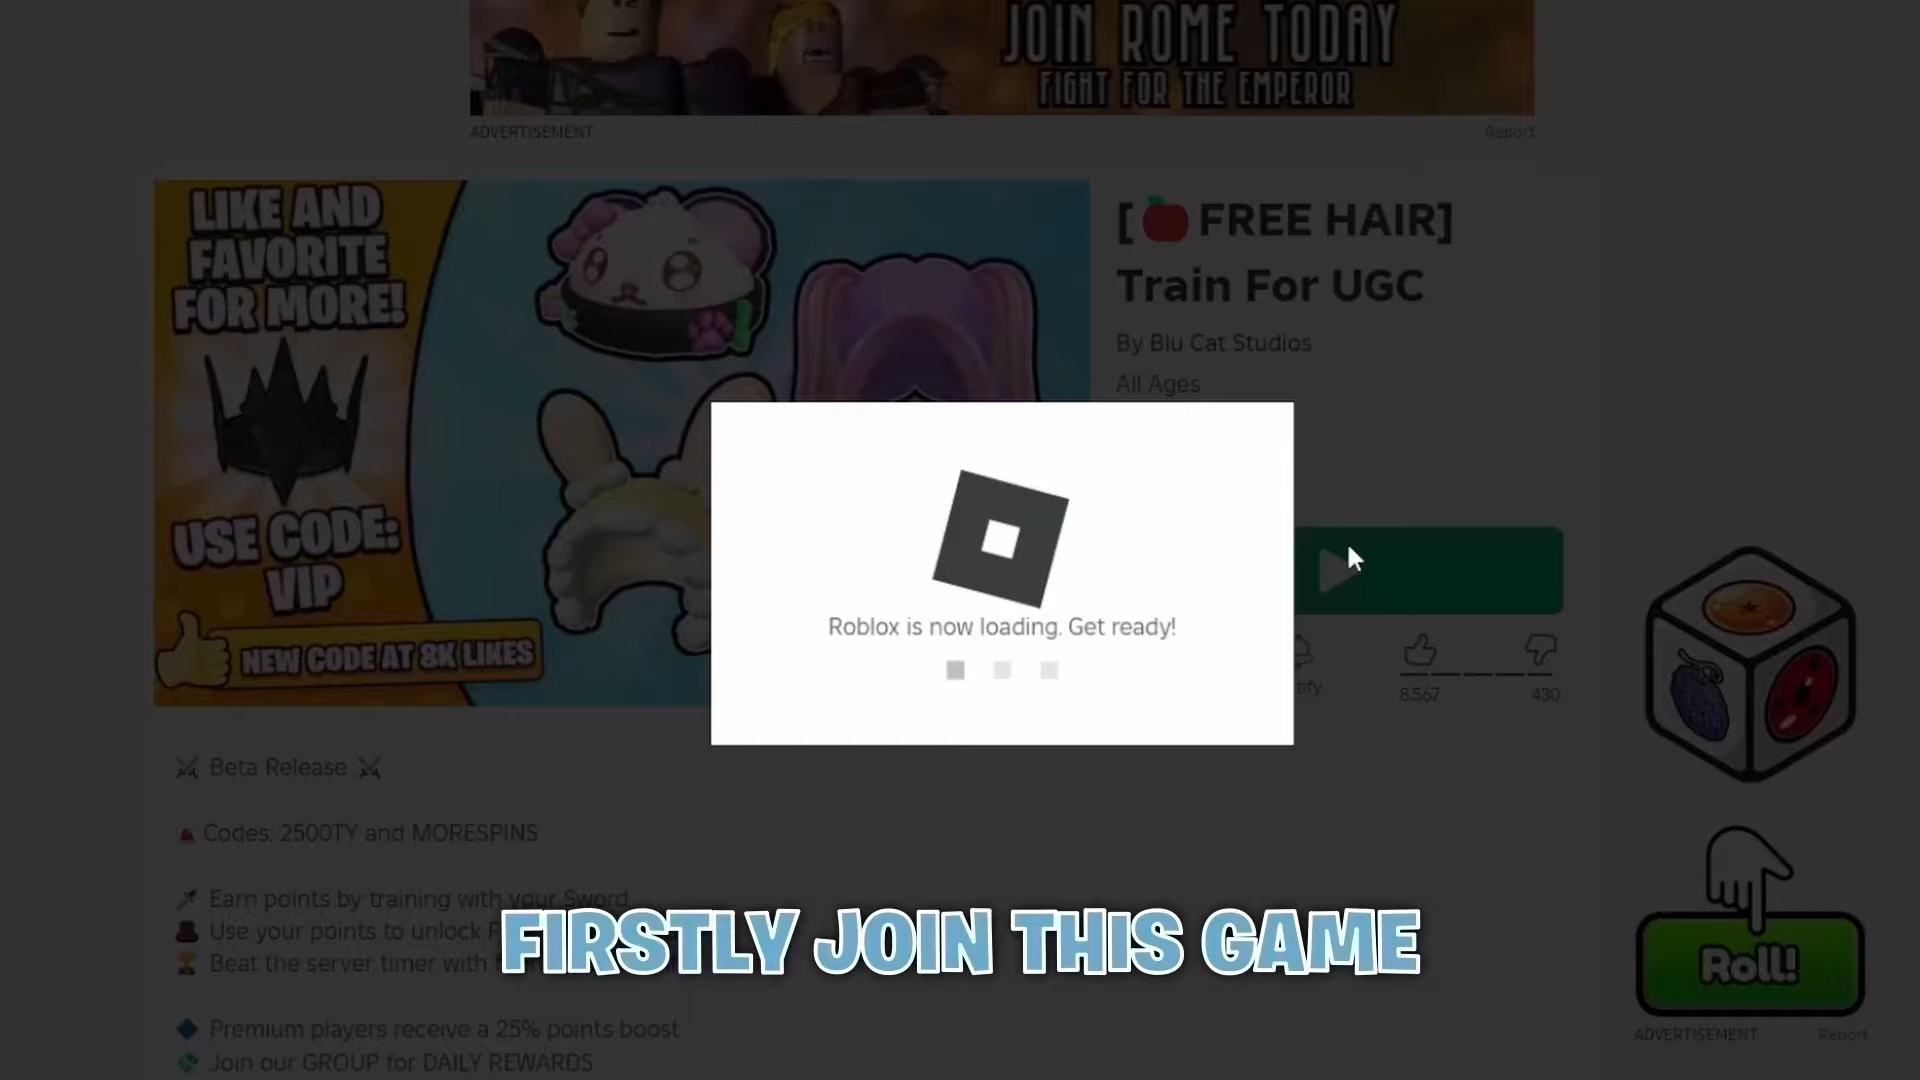 JOIN ROME TODAY
FIGHT FOR THE EMPEROR
ADVERTISEMENT
Report
LIKE AND
FAVORITE
FOR MORE!
USE CODE:
VIP
NEW CODE AT 8K LIKES
[🍎FREE HAIR]
Train For UGC
By Blu Cat Studios
All Ages
Roblox is now loading. Get ready!
tify
8,567
430
⚔ Beta Release ⚔
🚨 Codes: 2500TY and MORESPINS
🗡 Earn points by training with your Sword
🎩 Use your points to unlock F
🏆 Beat the server timer with
FIRSTLY JOIN THIS GAME
🔷 Premium players receive a 25% points boost
Join our GROUP for DAILY REWARDS
Roll!
ADVERTISEMENT
Report